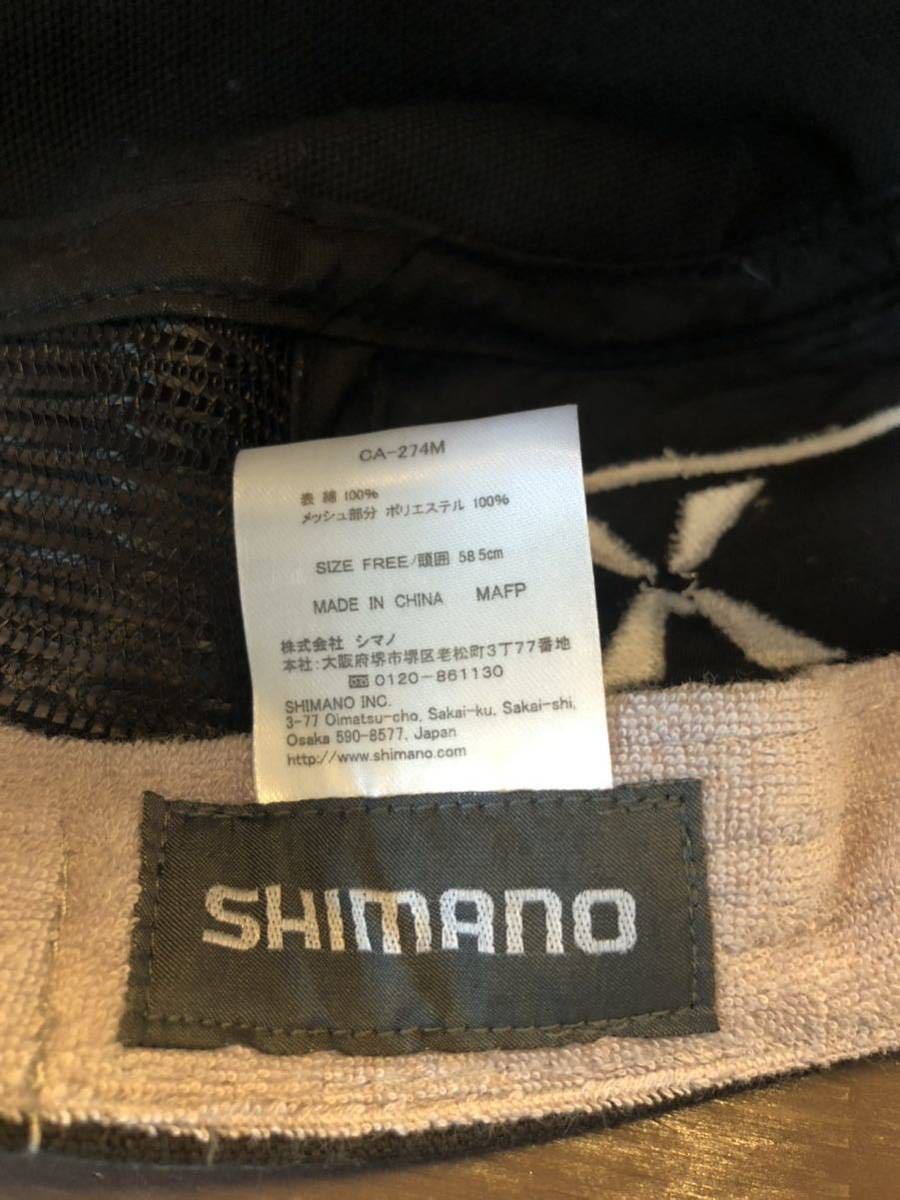 CA-274M
表 綿 100%
メッシュ部分 ポリエステル 100%
SIZE FREE/頭囲 58.5cm
MADE IN CHINA MAFP
株式会社 シマノ
本社:大阪府堺市堺区老松町3丁77番地
0120-861130
SHIMANO INC.
3-77 Oimatsu-cho, Sakai-ku, Sakai-shi,
Osaka 590-8577, Japan
http://www.shimano.com
SHIMANO